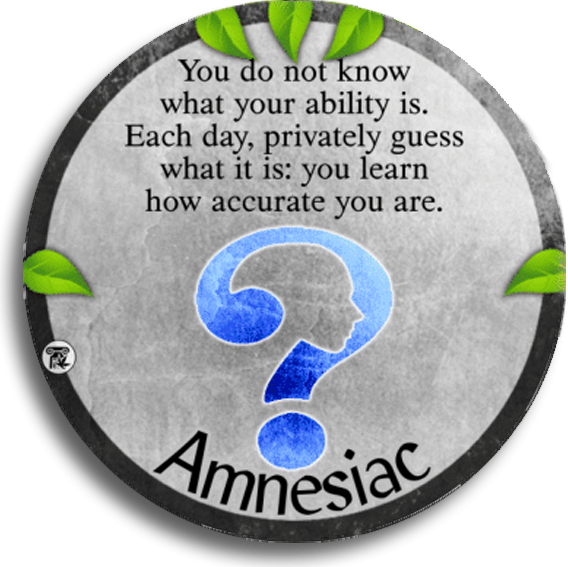 You do not know
what your ability is.
Each day, privately guess
what it is: you learn
how accurate you are.
Amnesiac